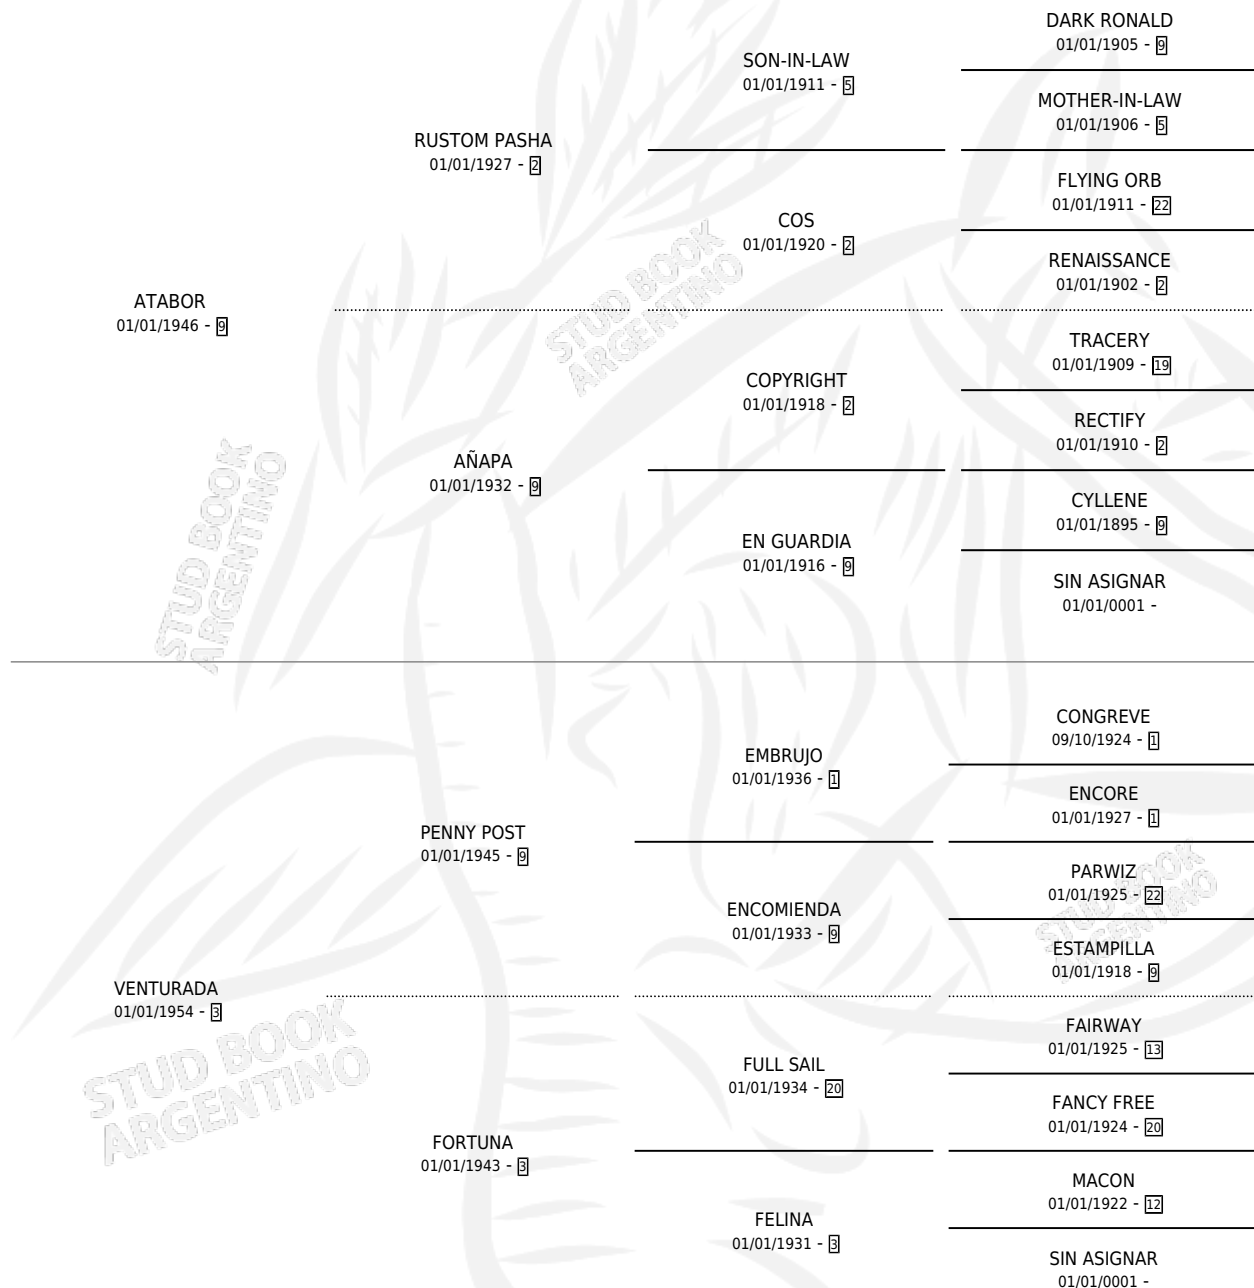 DARK RONALD
01/01/1905 - 9
SON-IN-LAW
01/01/1911 - 5
MOTHER-IN-LAW
01/01/1906 - 5
RUSTOM PASHA
01/01/1927 - 2
FLYING ORB
01/01/1911 - 22
COS
01/01/1920 - 2
RENAISSANCE
01/01/1902 - 2
ATABOR
01/01/1946 - 9
TRACERY
01/01/1909 - 19
COPYRIGHT
01/01/1918 - 2
RECTIFY
01/01/1910 - 2
AÑAPA
01/01/1932 - 9
CYLLENE
01/01/1895 - 9
EN GUARDIA
01/01/1916 - 9
SIN ASIGNAR
01/01/0001 -
CONGREVE
09/10/1924 - 1
EMBRUJO
01/01/1936 - 1
ENCORE
01/01/1927 - 1
PENNY POST
01/01/1945 - 9
PARWIZ
01/01/1925 - 22
ENCOMIENDA
01/01/1933 - 9
ESTAMPILLA
01/01/1918 - 9
VENTURADA
01/01/1954 - 3
FAIRWAY
01/01/1925 - 13
FULL SAIL
01/01/1934 - 20
FANCY FREE
01/01/1924 - 20
FORTUNA
01/01/1943 - 3
MACON
01/01/1922 - 12
FELINA
01/01/1931 - 3
SIN ASIGNAR
01/01/0001 -
STUD BOOK
ARGENTINO
STUD BOOK
ARGENTINO
STUD BOOK
ARGENTINO
STUD BOOK
ARGENTINO